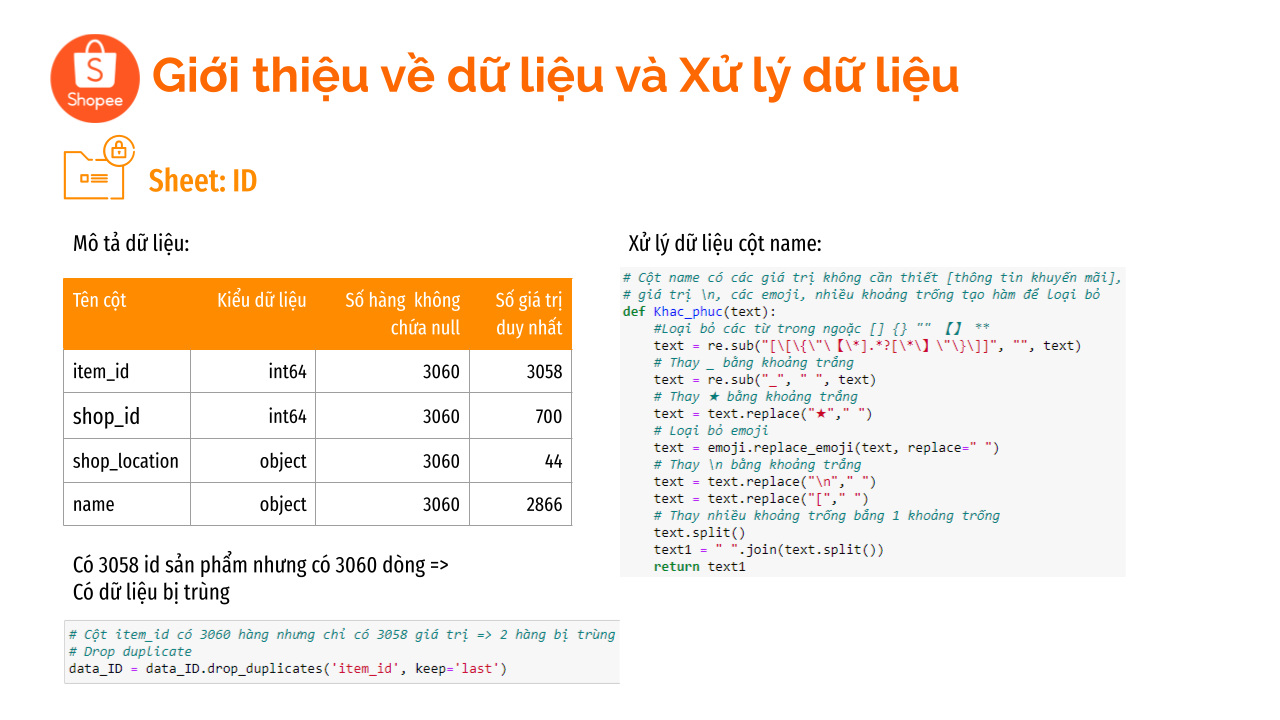 Shopee
Giới thiệu về dữ liệu và Xử lý dữ liệu
Sheet: ID
Mô tả dữ liệu:
Tên cột Kiểu dữ liệu Số hàng không chứa null Số giá trị duy nhất
item_id int64 3060 3058
shop_id int64 3060 700
shop_location object 3060 44
name object 3060 2866
Có 3058 id sản phẩm nhưng có 3060 dòng =>
Có dữ liệu bị trùng
# Cột item_id có 3060 hàng nhưng chỉ có 3058 giá trị => 2 hàng bị trùng
# Drop duplicate
data_ID = data_ID.drop_duplicates('item_id', keep='last')
Xử lý dữ liệu cột name:
# Cột name có các giá trị không cần thiết [thông tin khuyến mãi],
# giá trị \n, các emoji, nhiều khoảng trống tạo hàm để loại bỏ
def Khac_phuc(text):
    #Loại bỏ các từ trong ngoặc [] {} "" 【】 **
    text = re.sub("[\[\{\"\【\*].*?[\*\】\"\}\]]", "", text)
    # Thay _ bằng khoảng trắng
    text = re.sub("_", " ", text)
    # Thay ★ bằng khoảng trắng
    text = text.replace("★"," ")
    # Loại bỏ emoji
    text = emoji.replace_emoji(text, replace=" ")
    # Thay \n bằng khoảng trắng
    text = text.replace("\n"," ")
    text = text.replace("["," ")
    # Thay nhiều khoảng trống bằng 1 khoảng trống
    text.split()
    text1 = " ".join(text.split())
    return text1